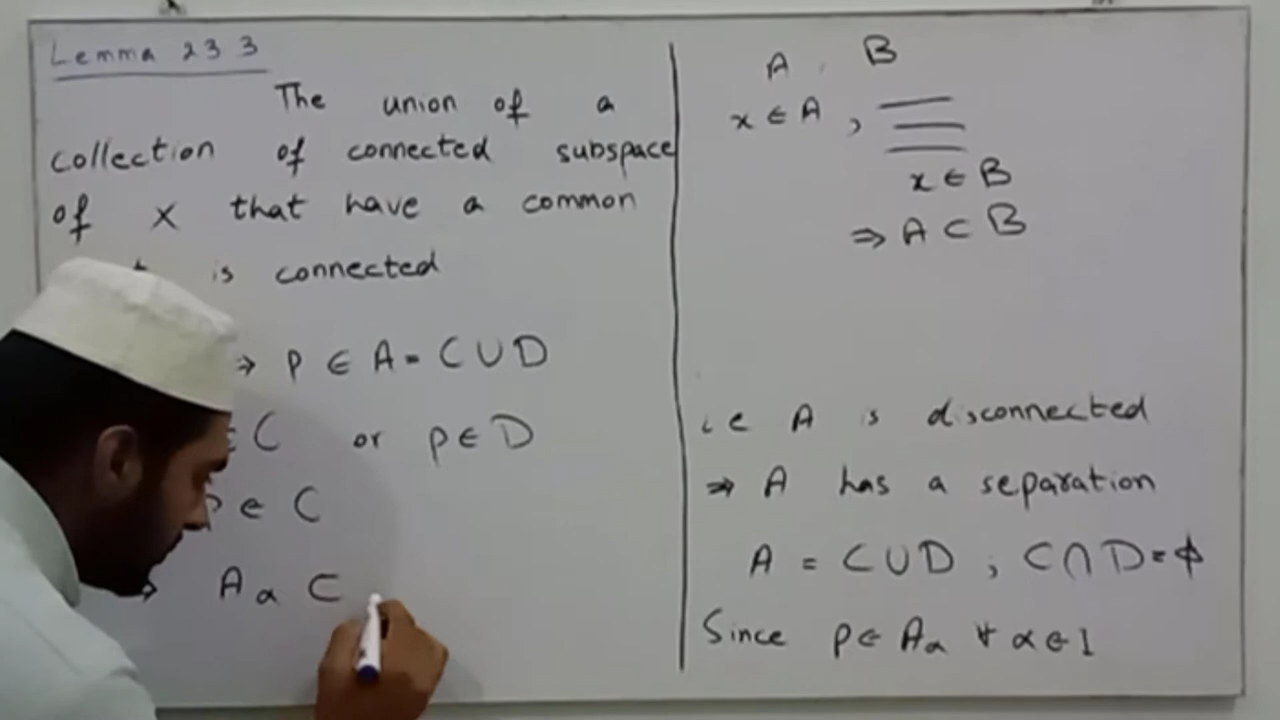 Lemma 23 3
The union of a
collection of connected subspace
of X that have a common
is connected
⇒ p ∈ A = C ∪ D
∈ C or p ∈ D
p ∈ C
⇒ Aα ⊂
A , B
x ∈ A ,
x ∈ B
⇒ A ⊂ B
i.e A is disconnected
⇒ A has a separation
A = C ∪ D ; C ∩ D = ϕ
Since p ∈ Aα ∀ α ∈ I